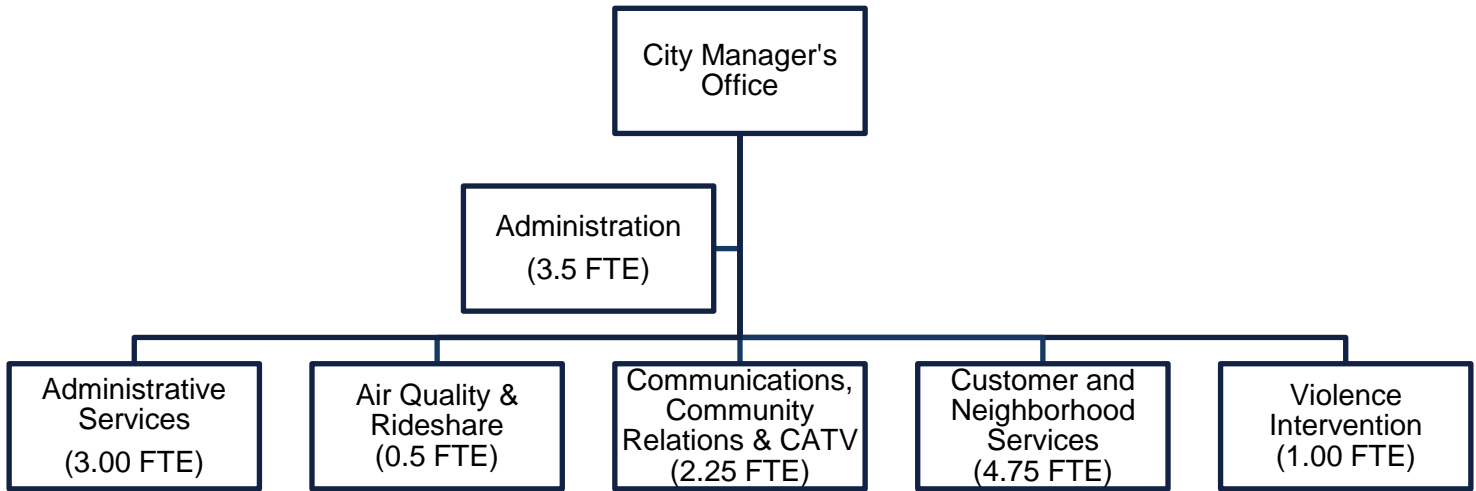 City Manager's
Office
Administration
(3.5 FTE)
Administrative
Services
(3.00 FTE)
Air Quality &
Rideshare
(0.5 FTE)
Communications,
Community
Relations & CATV
(2.25 FTE)
Customer and
Neighborhood
Services
(4.75 FTE)
Violence
Intervention
(1.00 FTE)